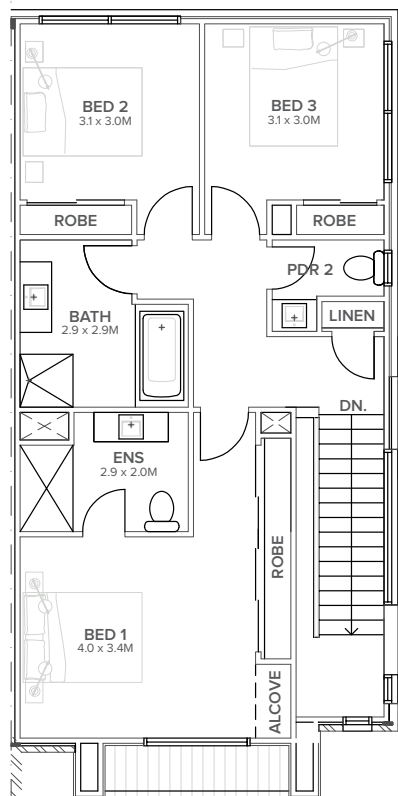 BED 2
3.1 x 3.0M
BED 3
3.1 x 3.0M
ROBE
ROBE
PDR 2
LINEN
BATH
2.9 x 2.9M
DN.
ENS
2.9 x 2.0M
ROBE
BED 1
4.0 x 3.4M
ALCOVE